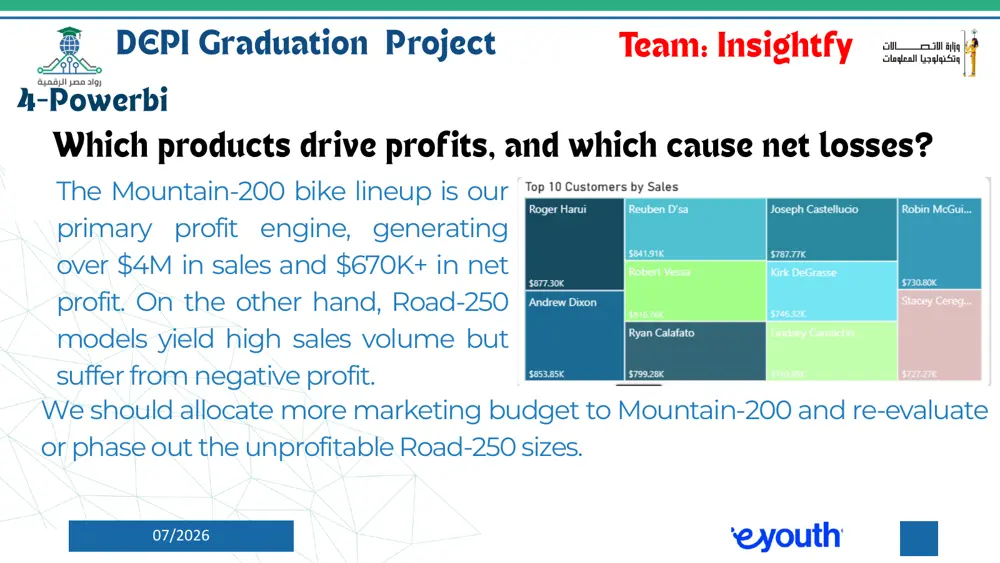 DEPI Graduation Project
Team: Insightfy
رواد مصر الرقمية
وزارة الاتصالات
وتكنولوجيا المعلومات
4-Powerbi
Which products drive profits, and which cause net losses?
The Mountain-200 bike lineup is our
primary profit engine, generating
over $4M in sales and $670K+ in net
profit. On the other hand, Road-250
models yield high sales volume but
suffer from negative profit.
Top 10 Customers by Sales
Roger Harui
$877.30K
Andrew Dixon
$853.85K
Reuben D'sa
$841.91K
Robert Vessa
Ryan Calafato
$799.28K
Joseph Castellucio
$787.77K
Kirk DeGrasse
$746.32K
Lindsey Camacho
Robin McGui...
$730.80K
Stacey Cereg...
$727.27K
We should allocate more marketing budget to Mountain-200 and re-evaluate
or phase out the unprofitable Road-250 sizes.
07/2026
eyouth